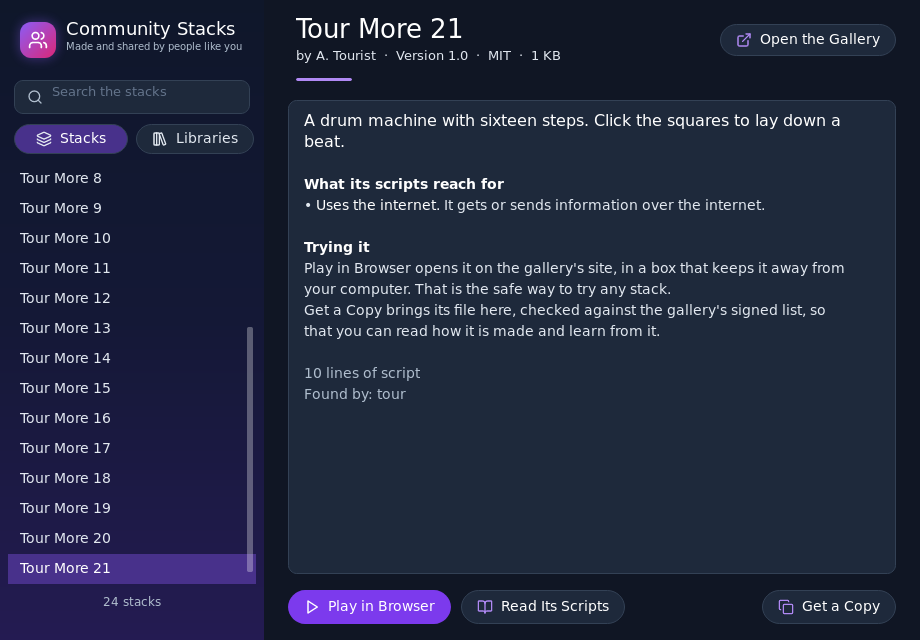 Community Stacks
Made and shared by people like you
Search the stacks
Stacks
Libraries
Tour More 8
Tour More 9
Tour More 10
Tour More 11
Tour More 12
Tour More 13
Tour More 14
Tour More 15
Tour More 16
Tour More 17
Tour More 18
Tour More 19
Tour More 20
Tour More 21
24 stacks
Tour More 21
by A. Tourist · Version 1.0 · MIT · 1 KB
Open the Gallery
A drum machine with sixteen steps. Click the squares to lay down a
beat.
What its scripts reach for
• Uses the internet. It gets or sends information over the internet.
Trying it
Play in Browser opens it on the gallery's site, in a box that keeps it away from
your computer. That is the safe way to try any stack.
Get a Copy brings its file here, checked against the gallery's signed list, so
that you can read how it is made and learn from it.
10 lines of script
Found by: tour
Play in Browser
Read Its Scripts
Get a Copy